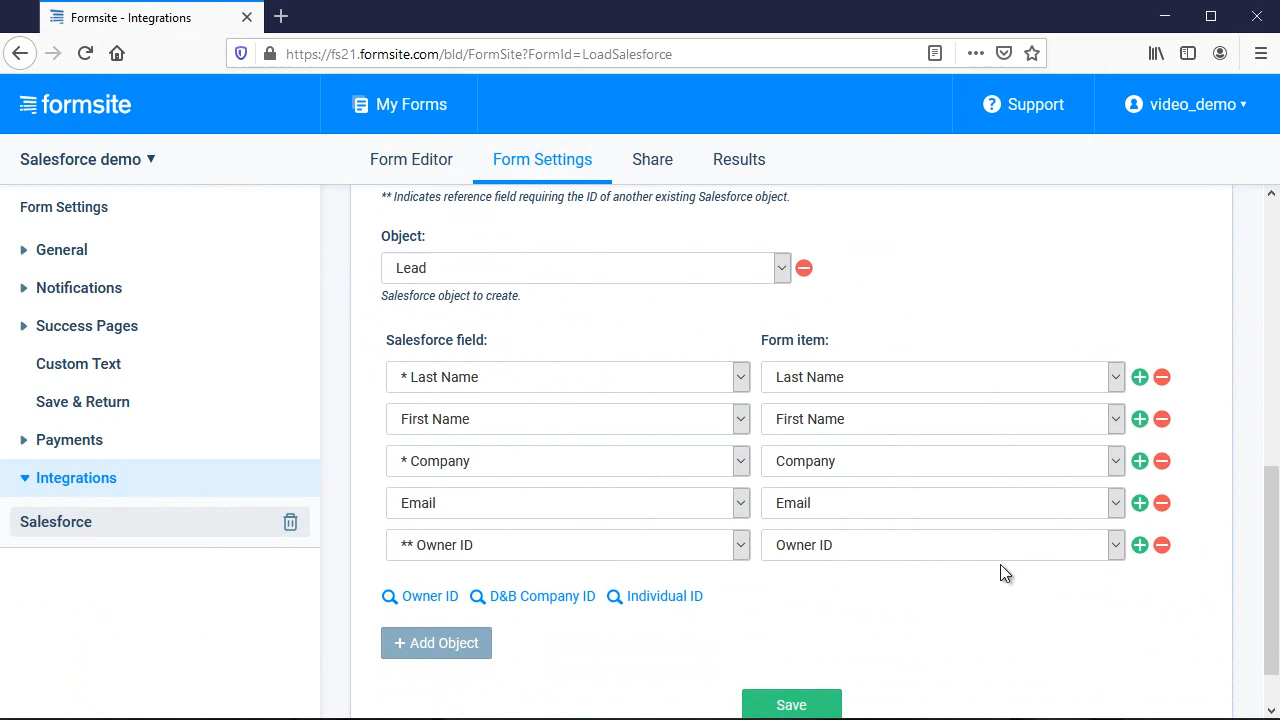 Formsite - Integrations
https://fs21.formsite.com/bld/FormSite?FormId=LoadSalesforce
formsite
My Forms
Support
video_demo
Salesforce demo
Form Editor
Form Settings
Share
Results
Form Settings
General
Notifications
Success Pages
Custom Text
Save & Return
Payments
Integrations
Salesforce
** Indicates reference field requiring the ID of another existing Salesforce object.
Object:
Lead
Salesforce object to create.
Salesforce field: Form item:
* Last Name Last Name
First Name First Name
* Company Company
Email Email
** Owner ID Owner ID
Owner ID D&B Company ID Individual ID
+ Add Object
Save